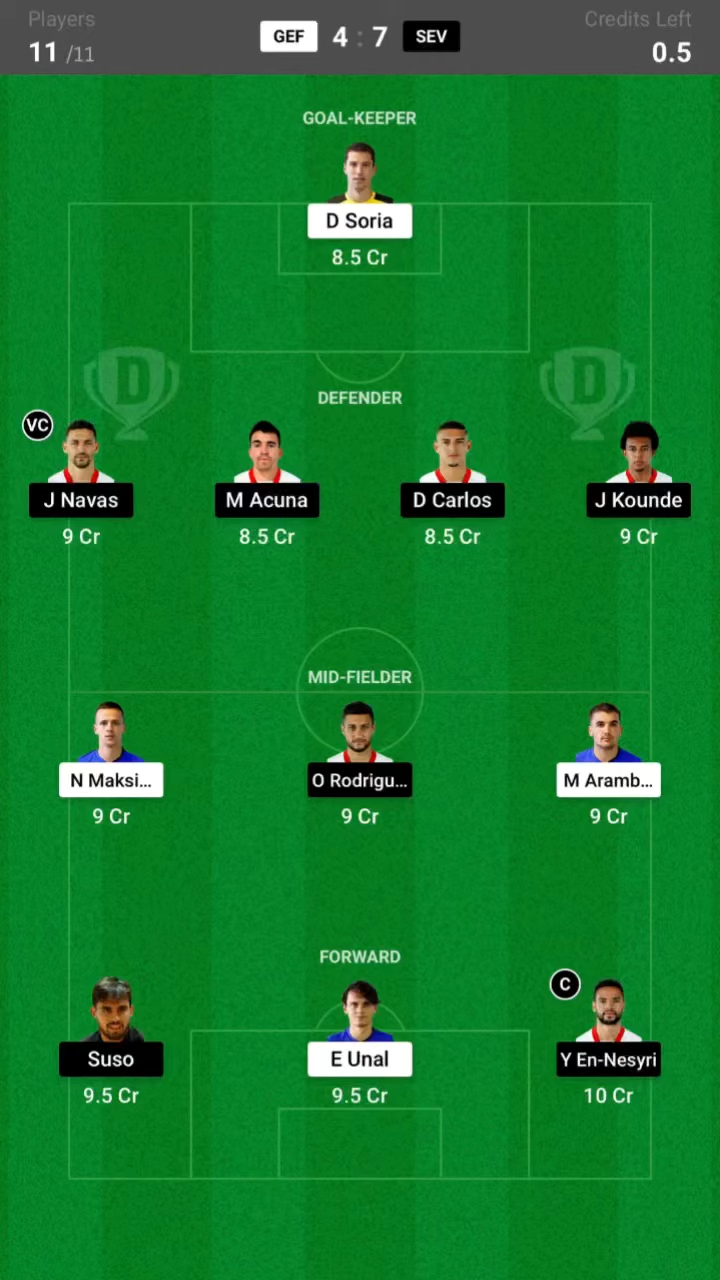 Players
Credits Left
GEF 4 : 7 SEV
11 /11
0.5
GOAL-KEEPER
D Soria
8.5 Cr
D
D
DEFENDER
VC
J Navas
M Acuna
D Carlos
J Kounde
9 Cr
8.5 Cr
8.5 Cr
9 Cr
MID-FIELDER
N Maksi...
O Rodrigu...
M Aramb...
9 Cr
9 Cr
9 Cr
FORWARD
C
Suso
E Unal
Y En-Nesyri
9.5 Cr
9.5 Cr
10 Cr